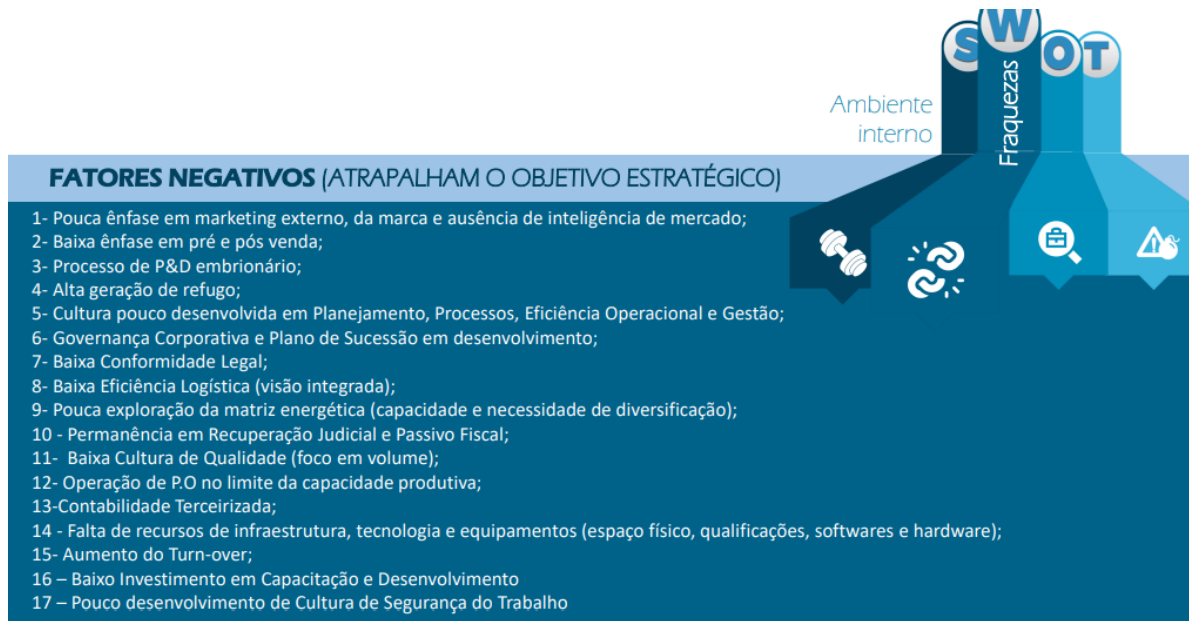 SWOT
Ambiente
interno
Fraquezas
FATORES NEGATIVOS (ATRAPALHAM O OBJETIVO ESTRATÉGICO)
1- Pouca ênfase em marketing externo, da marca e ausência de inteligência de mercado;
2- Baixa ênfase em pré e pós venda;
3- Processo de P&D embrionário;
4- Alta geração de refugo;
5- Cultura pouco desenvolvida em Planejamento, Processos, Eficiência Operacional e Gestão;
6- Governança Corporativa e Plano de Sucessão em desenvolvimento;
7- Baixa Conformidade Legal;
8- Baixa Eficiência Logística (visão integrada);
9- Pouca exploração da matriz energética (capacidade e necessidade de diversificação);
10 - Permanência em Recuperação Judicial e Passivo Fiscal;
11-  Baixa Cultura de Qualidade (foco em volume);
12- Operação de P.O no limite da capacidade produtiva;
13-Contabilidade Terceirizada;
14 - Falta de recursos de infraestrutura, tecnologia e equipamentos (espaço físico, qualificações, softwares e hardware);
15- Aumento do Turn-over;
16 – Baixo Investimento em Capacitação e Desenvolvimento
17 – Pouco desenvolvimento de Cultura de Segurança do Trabalho